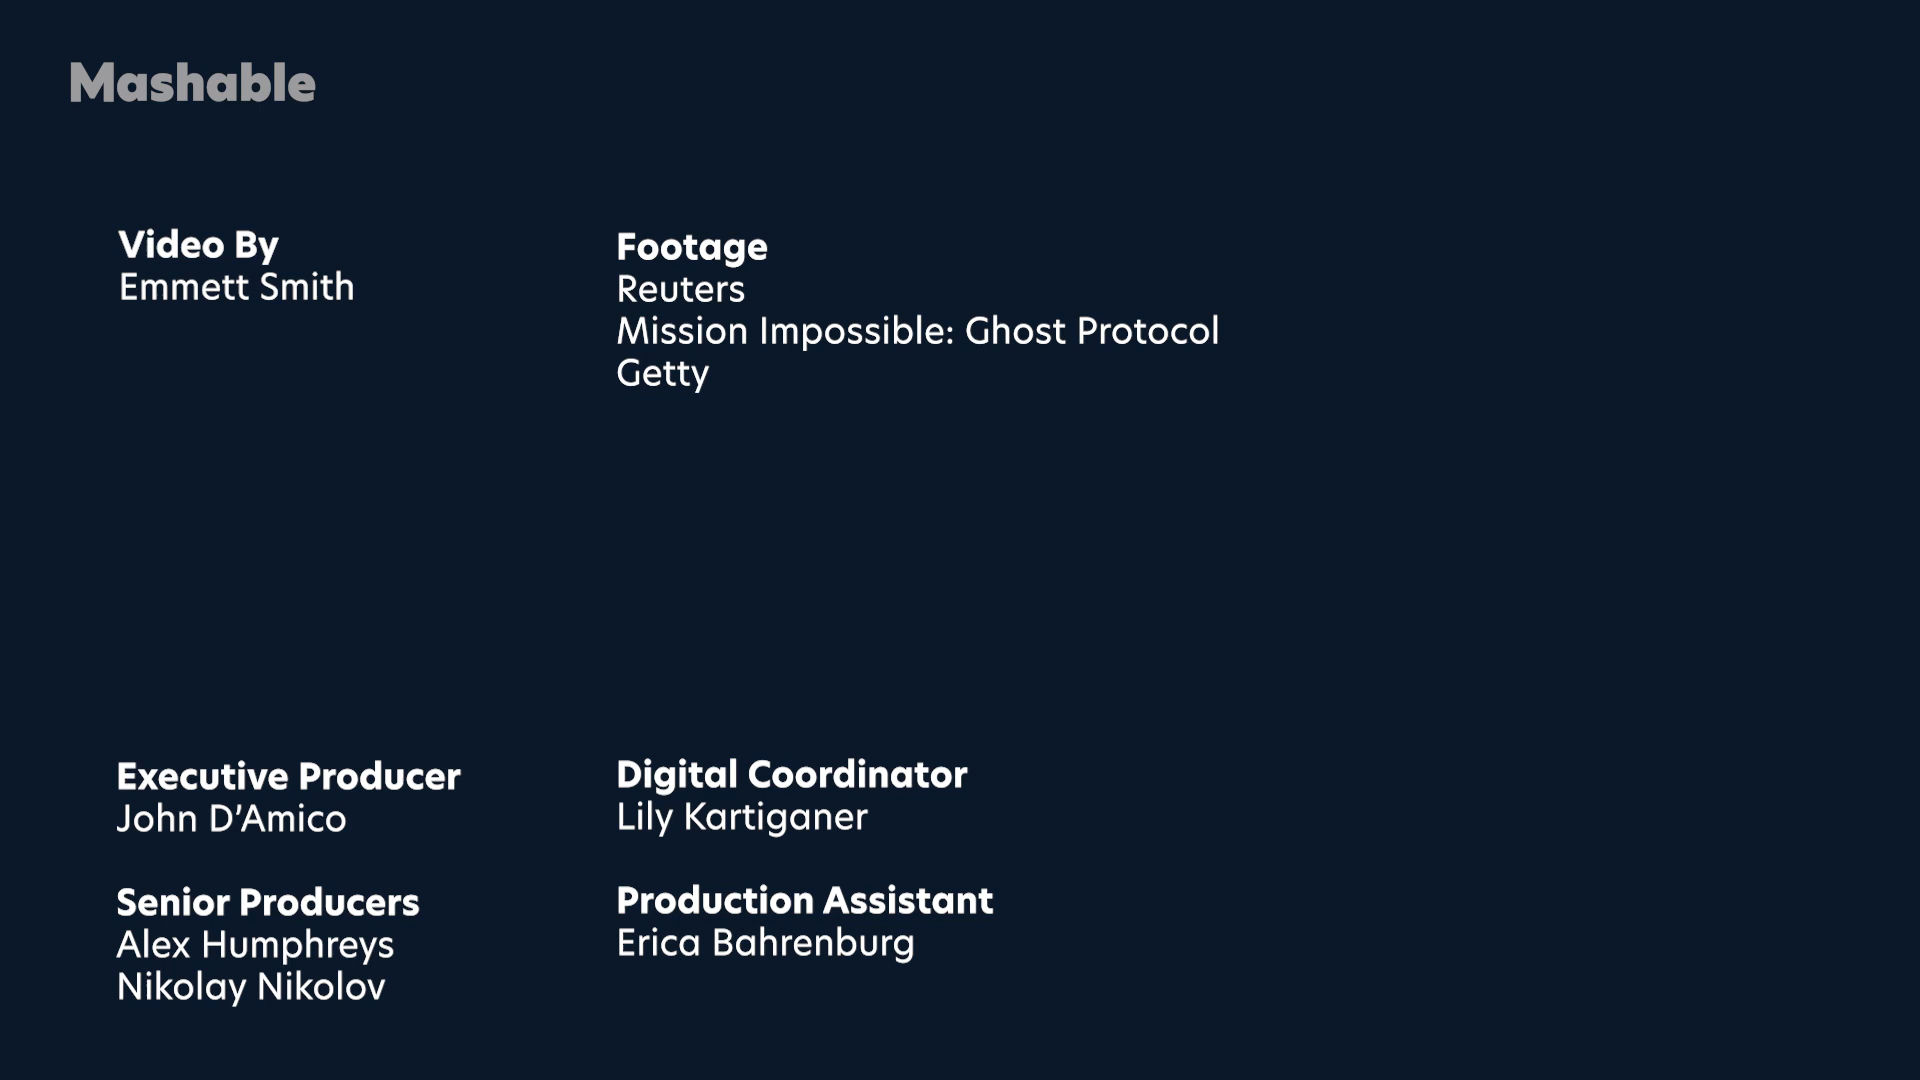 Mashable
Video By
Emmett Smith
Footage
Reuters
Mission Impossible: Ghost Protocol
Getty
Executive Producer
John D’Amico
Senior Producers
Alex Humphreys
Nikolay Nikolov
Digital Coordinator
Lily Kartiganer
Production Assistant
Erica Bahrenburg